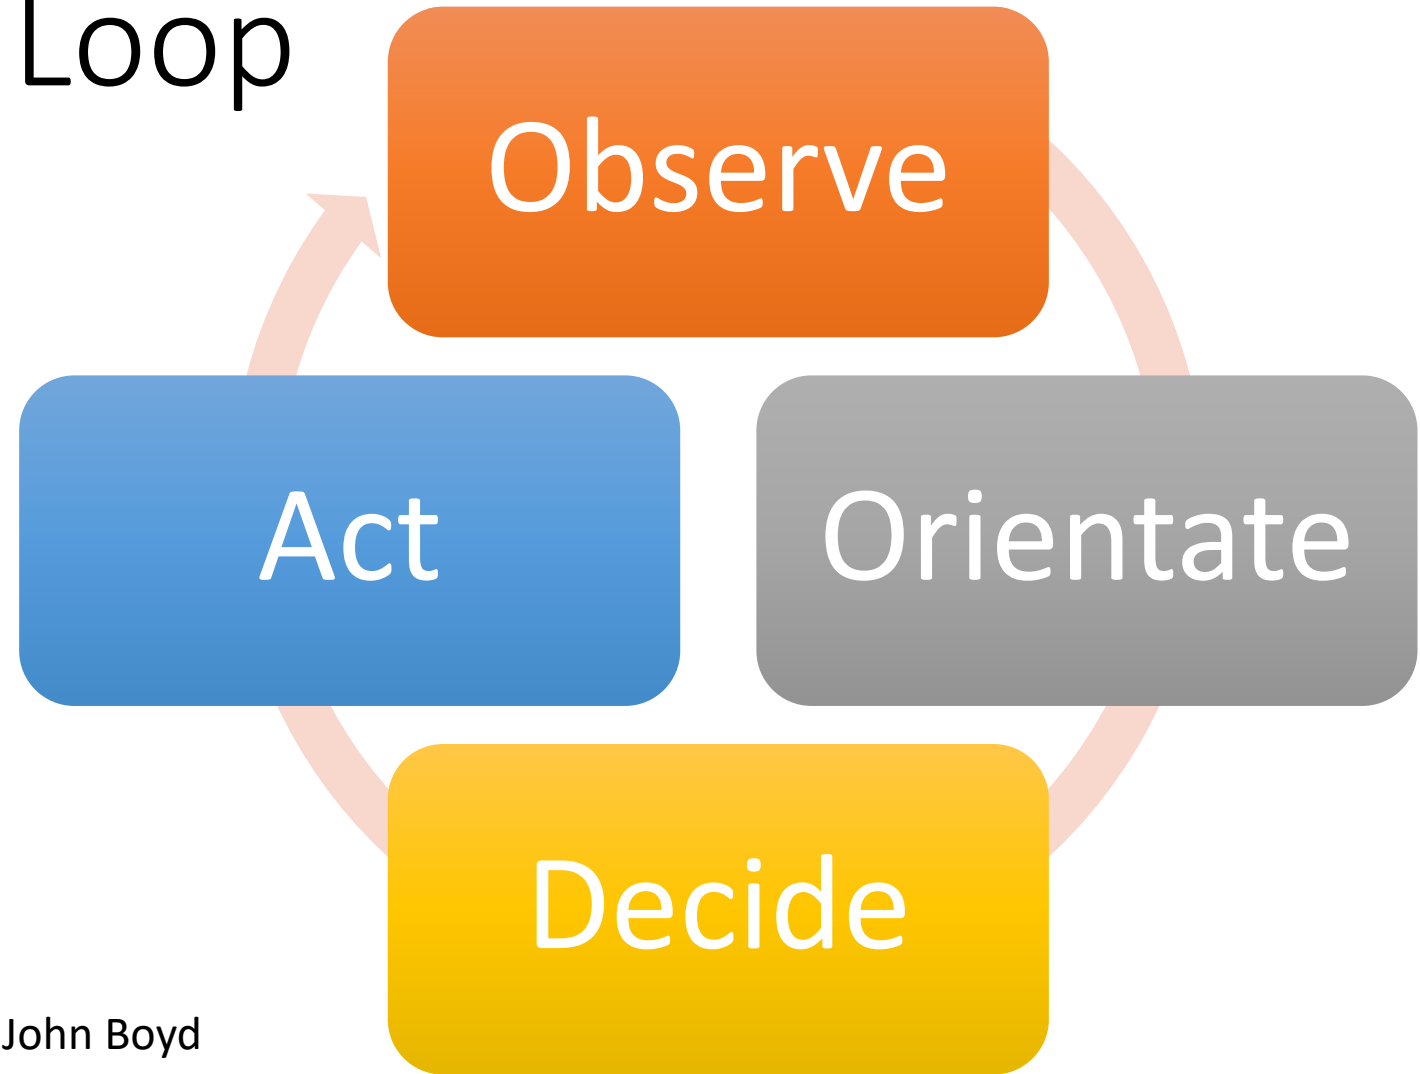 Loop
Observe
Act
Orientate
Decide
John Boyd